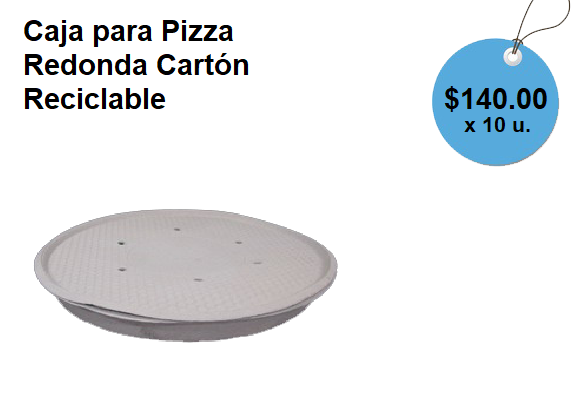 Caja para Pizza
Redonda Cartón
Reciclable
$140.00
x 10 u.